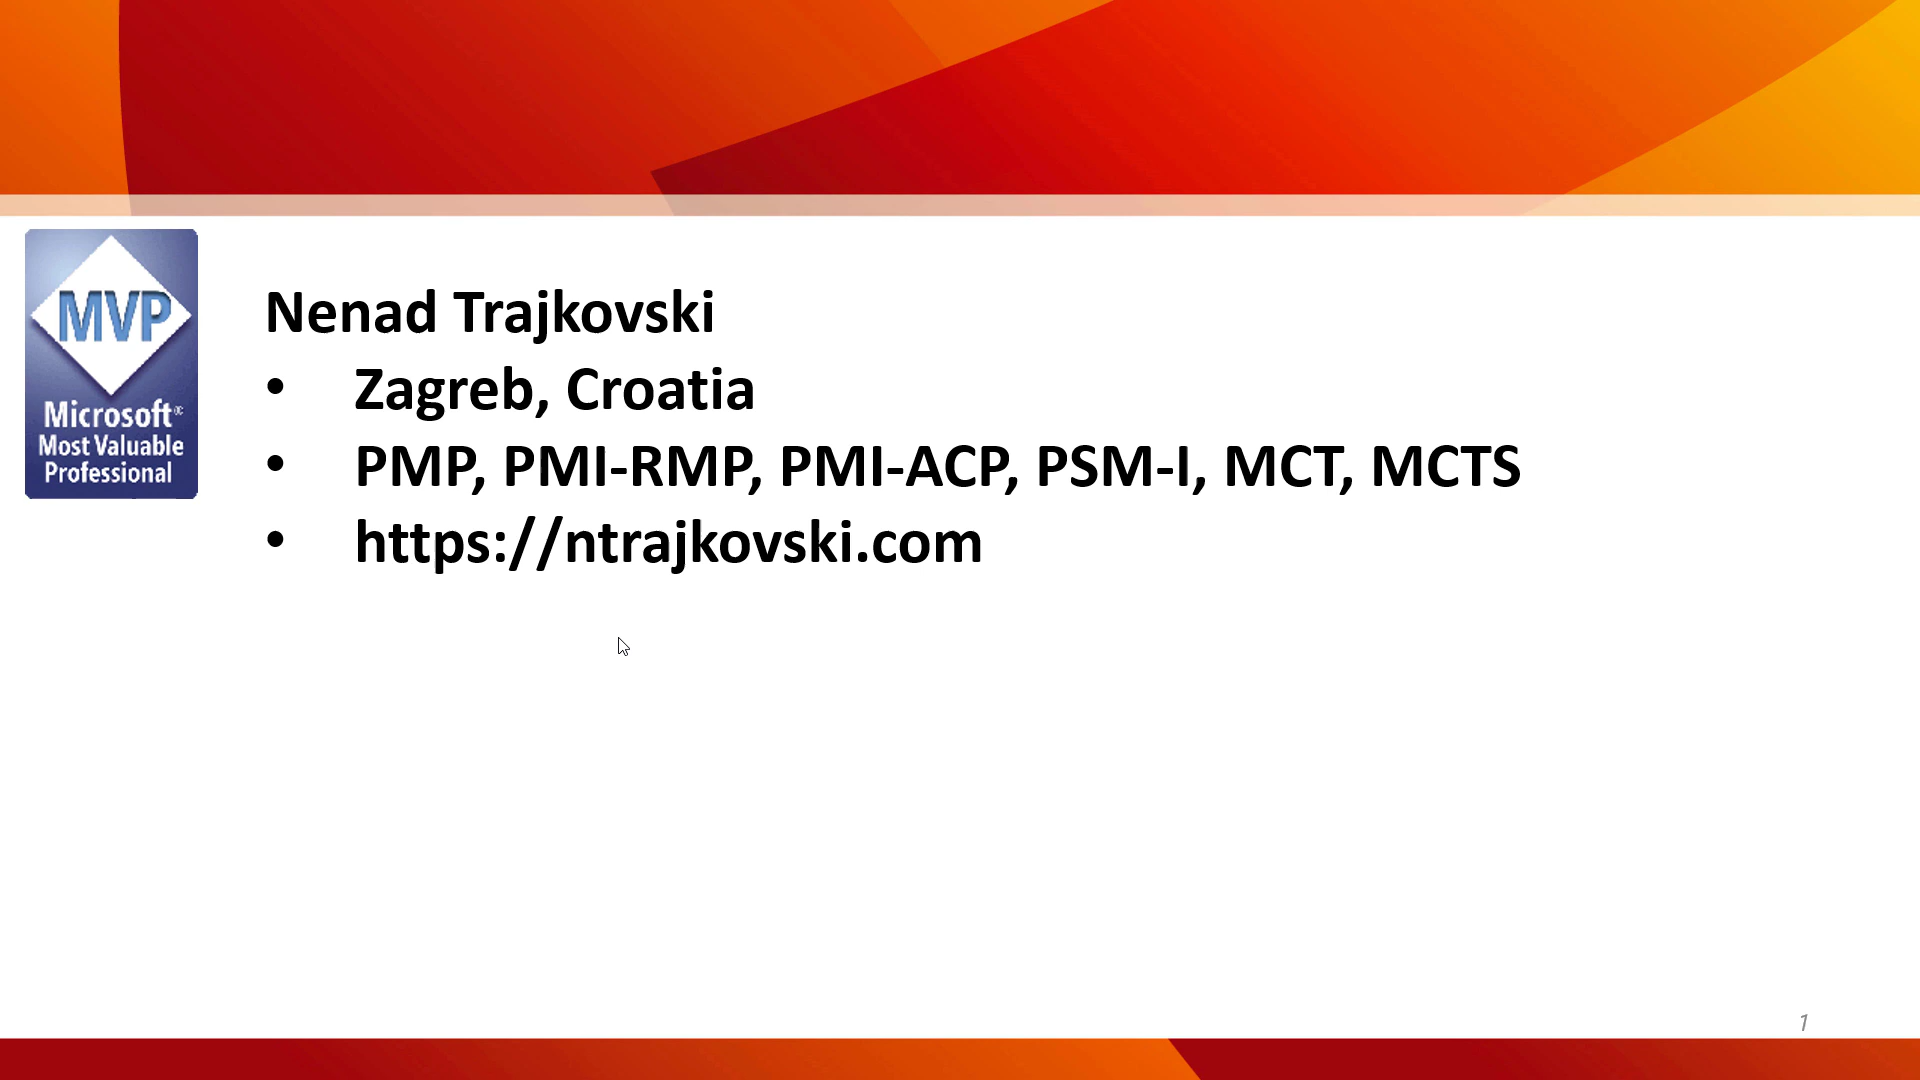 MVP
Microsoft®
Most Valuable
Professional
Nenad Trajkovski
• Zagreb, Croatia
• PMP, PMI-RMP, PMI-ACP, PSM-I, MCT, MCTS
• https://ntrajkovski.com
1